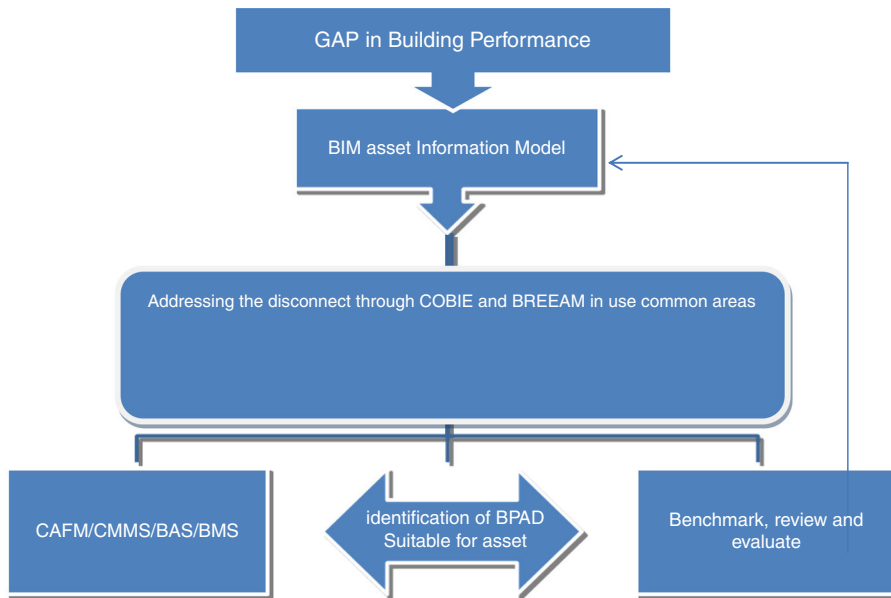 GAP in Building Performance
BIM asset Information Model
Addressing the disconnect through COBIE and BREEAM in use common areas
CAFM/CMMS/BAS/BMS
identification of BPAD
Suitable for asset
Benchmark, review and
evaluate